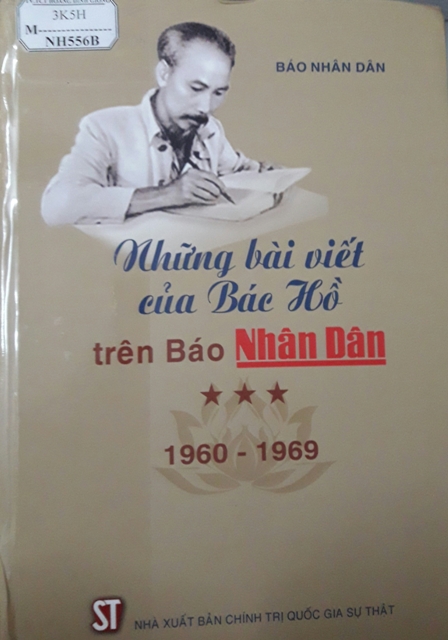 3K5H
M
NH556B
BÁO NHÂN DÂN
Những bài viết
của Bác Hồ
trên Báo Nhân Dân
1960 - 1969
ST NHÀ XUẤT BẢN CHÍNH TRỊ QUỐC GIA SỰ THẬT